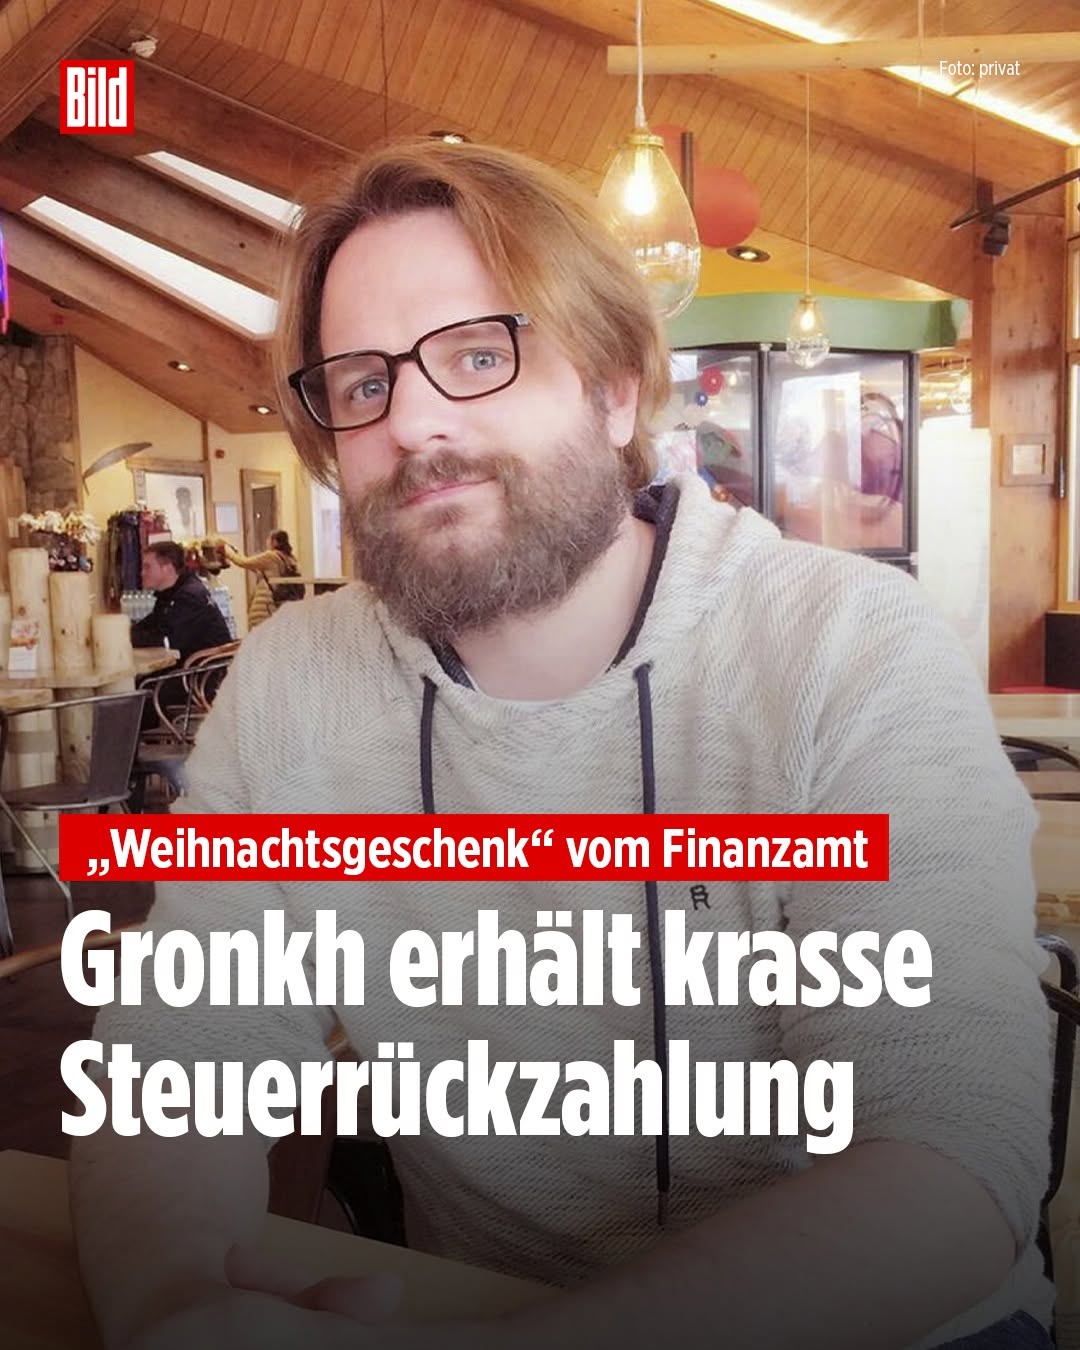 Bild
Foto: privat
„Weihnachtsgeschenk“ vom Finanzamt
Gronkh erhält krasse
Steuerrückzahlung